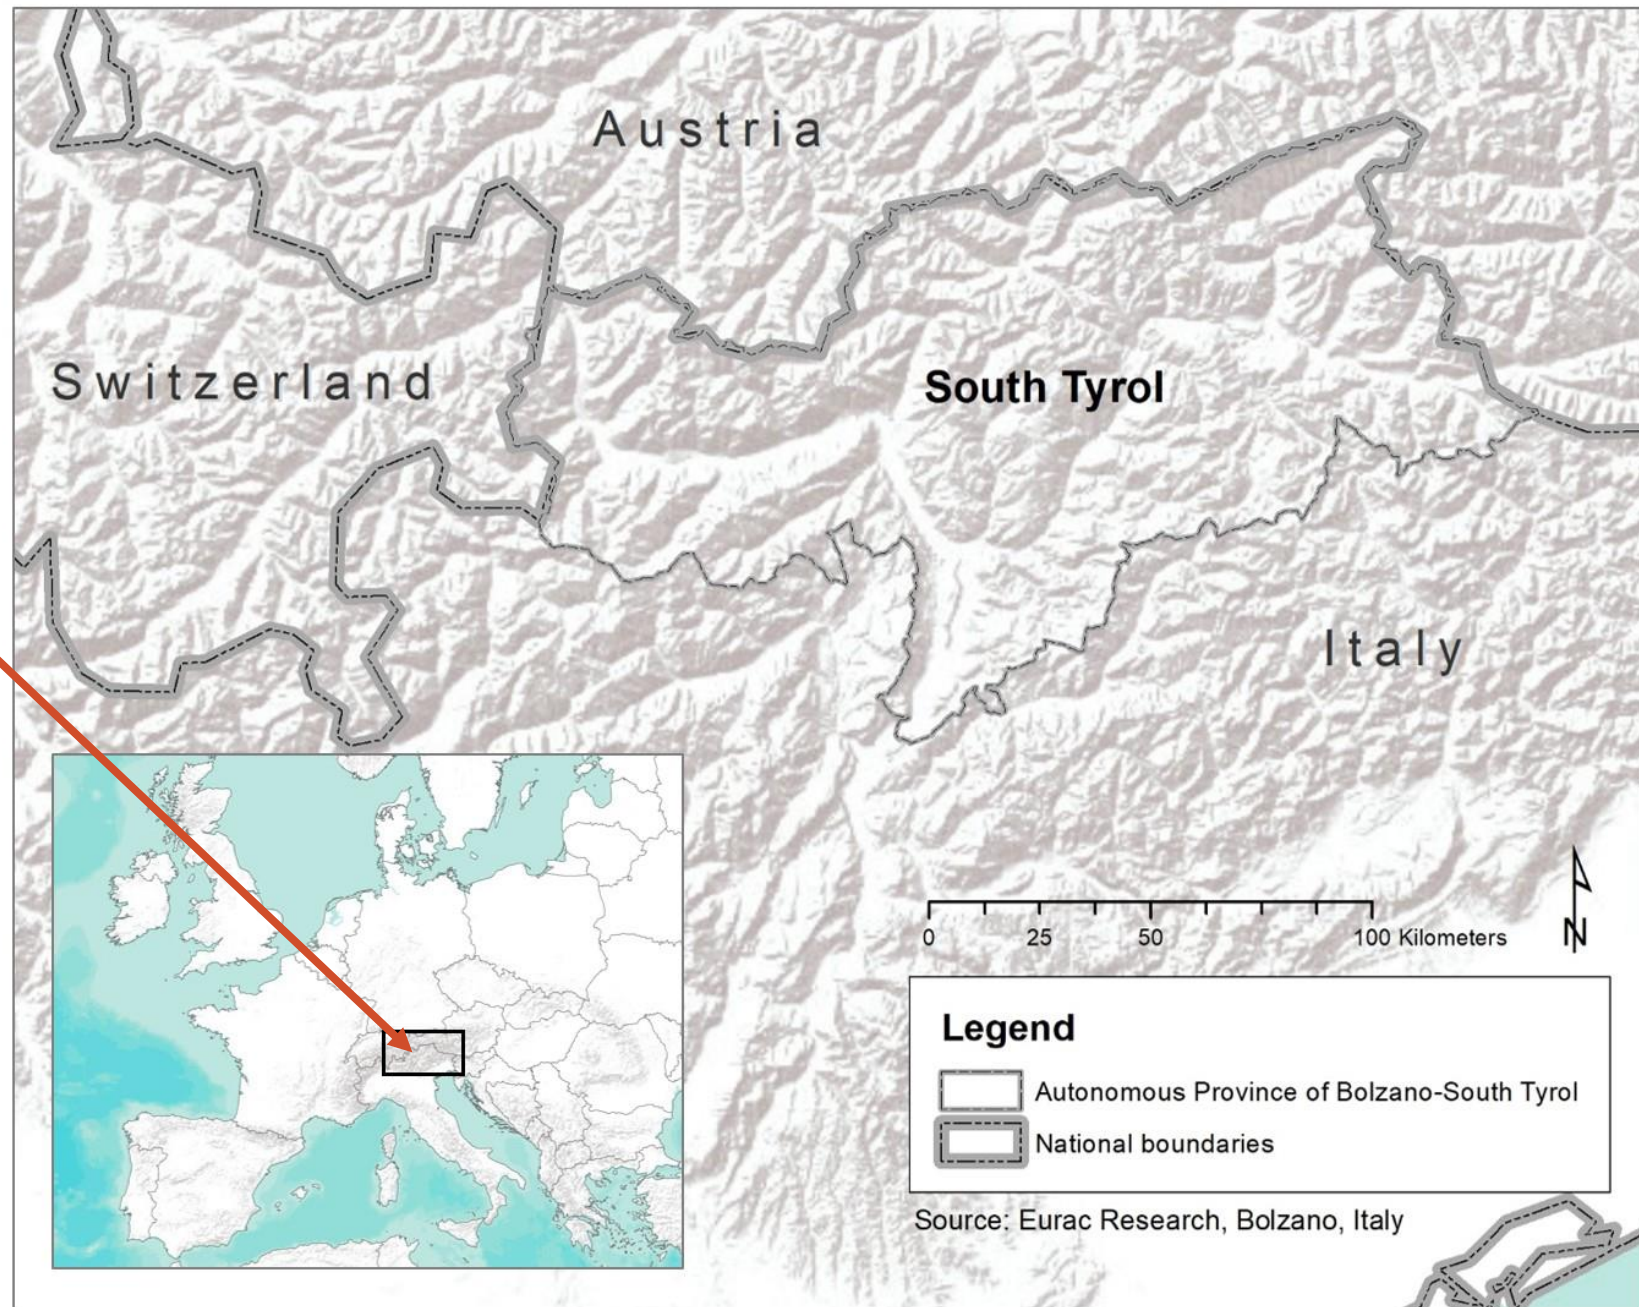 Austria
Switzerland
South Tyrol
Italy
0 25 50 100 Kilometers
N
Legend
Autonomous Province of Bolzano-South Tyrol
National boundaries
Source: Eurac Research, Bolzano, Italy